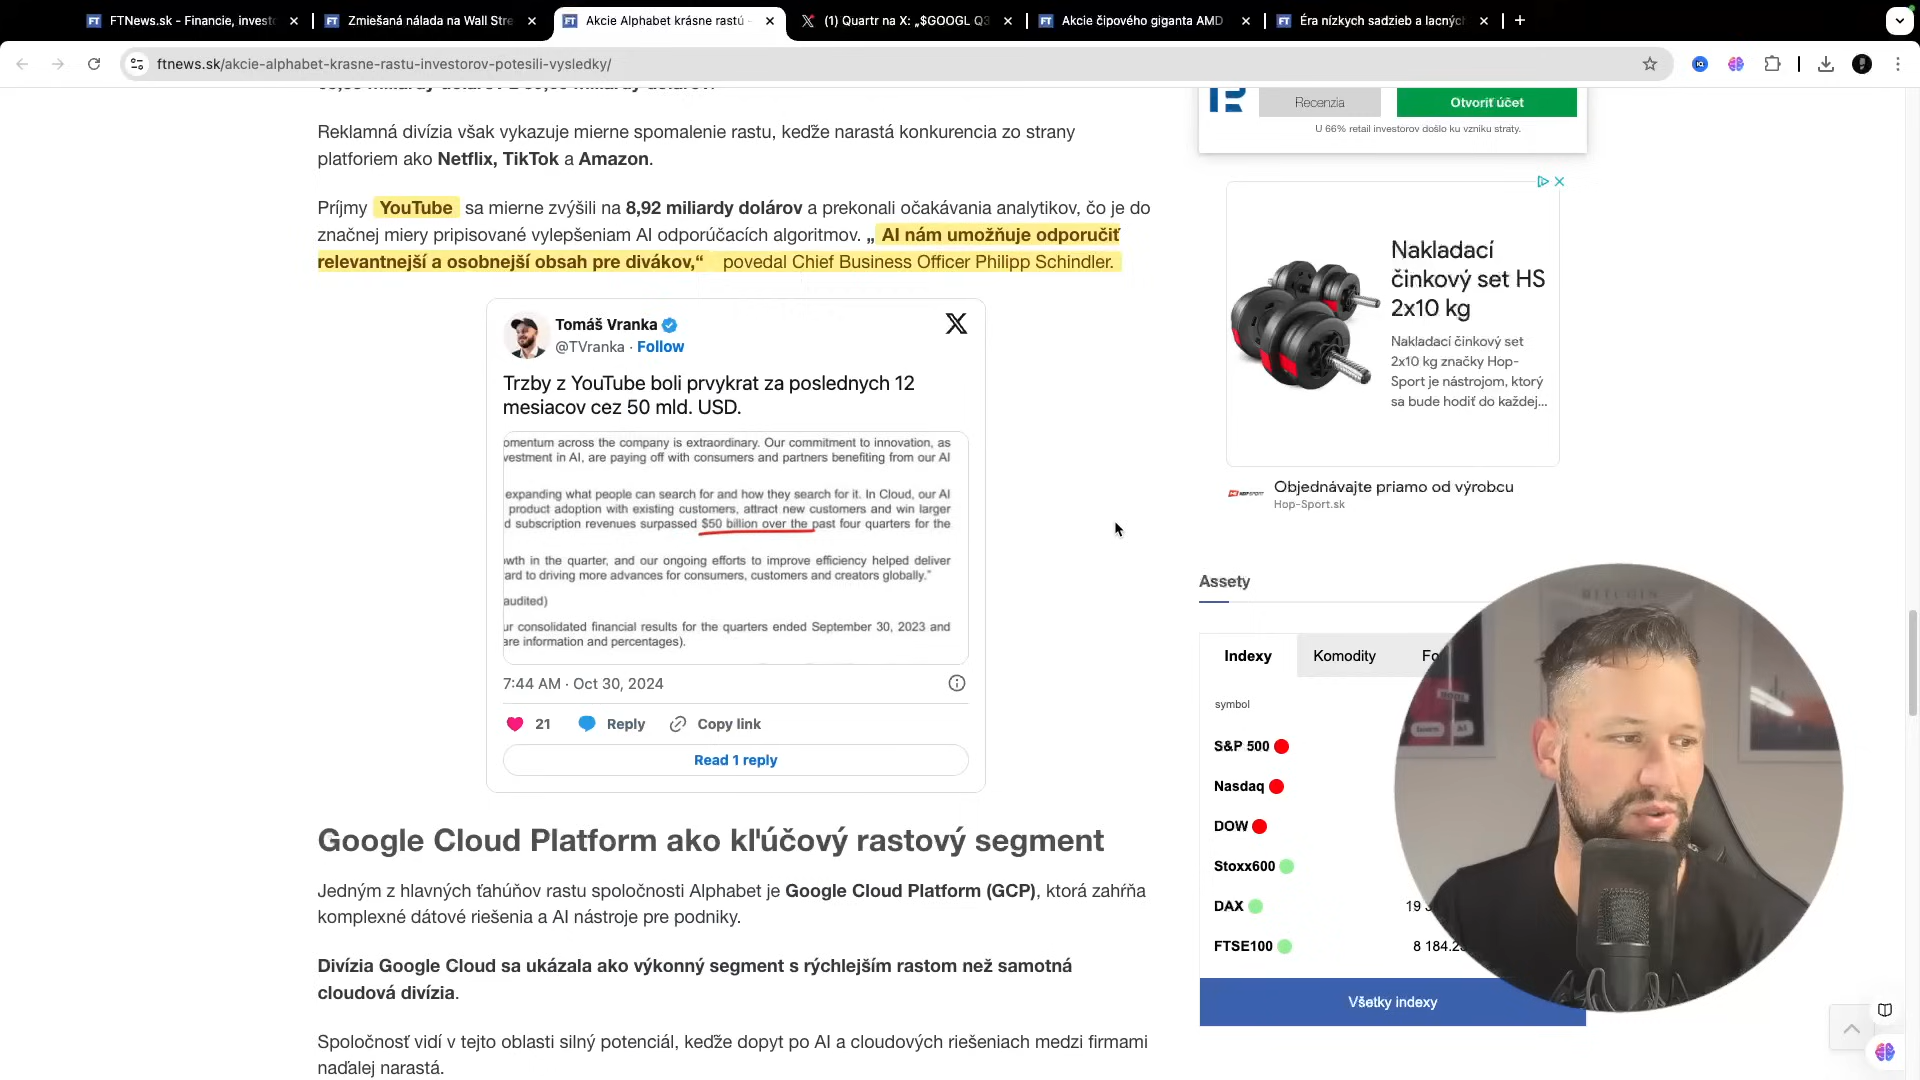 FTNews.sk - Financie, invest
Zmiešaná nálada na Wall Stre
Akcie Alphabet krásne rastú -
(1) Quartr na X: „$GOOGL Q3
Akcie čipového giganta AMD
Éra nízkych sadzieb a lacných
ftnews.sk/akcie-alphabet-krasne-rastu-investorov-potesili-vysledky/
Reklamná divízia však vykazuje mierne spomalenie rastu, keďže narastá konkurencia zo strany
platforiem ako Netflix, TikTok a Amazon.
Príjmy YouTube sa mierne zvýšili na 8,92 miliardy dolárov a prekonali očakávania analytikov, čo je do
značnej miery pripisované vylepšeniam AI odporúčacích algoritmov. „ AI nám umožňuje odporučiť
relevantnejší a osobnejší obsah pre divákov,“ povedal Chief Business Officer Philipp Schindler.
Tomáš Vranka
@TVranka · Follow
Trzby z YouTube boli prvykrat za poslednych 12
mesiacov cez 50 mld. USD.
omentum across the company is extraordinary. Our commitment to innovation, as
vestment in AI, are paying off with consumers and partners benefiting from our AI
expanding what people can search for and how they search for it. In Cloud, our AI
product adoption with existing customers, attract new customers and win larger
d subscription revenues surpassed $50 billion over the past four quarters for the
wth in the quarter, and our ongoing efforts to improve efficiency helped deliver
ard to driving more advances for consumers, customers and creators globally.”
audited)
ur consolidated financial results for the quarters ended September 30, 2023 and
are information and percentages).
7:44 AM · Oct 30, 2024
21
Reply
Copy link
Read 1 reply
Google Cloud Platform ako kľúčový rastový segment
Jedným z hlavných ťahúňov rastu spoločnosti Alphabet je Google Cloud Platform (GCP), ktorá zahŕňa
komplexné dátové riešenia a AI nástroje pre podniky.
Divízia Google Cloud sa ukázala ako výkonný segment s rýchlejším rastom než samotná
cloudová divízia.
Spoločnosť vidí v tejto oblasti silný potenciál, keďže dopyt po AI a cloudových riešeniach medzi firmami
naďalej narastá.
Recenzia
Otvoriť účet
U 66% retail investorov došlo ku vzniku straty.
Nakladací
činkový set HS
2x10 kg
Nakladací činkový set
2x10 kg značky Hop-
Sport je nástrojom, ktorý
sa bude hodiť do každej...
Objednávajte priamo od výrobcu
Hop-Sport.sk
Assety
Indexy
Komodity
Fo
symbol
S&P 500
Nasdaq
DOW
Stoxx600
DAX
19
FTSE100
8 184.2
Všetky indexy